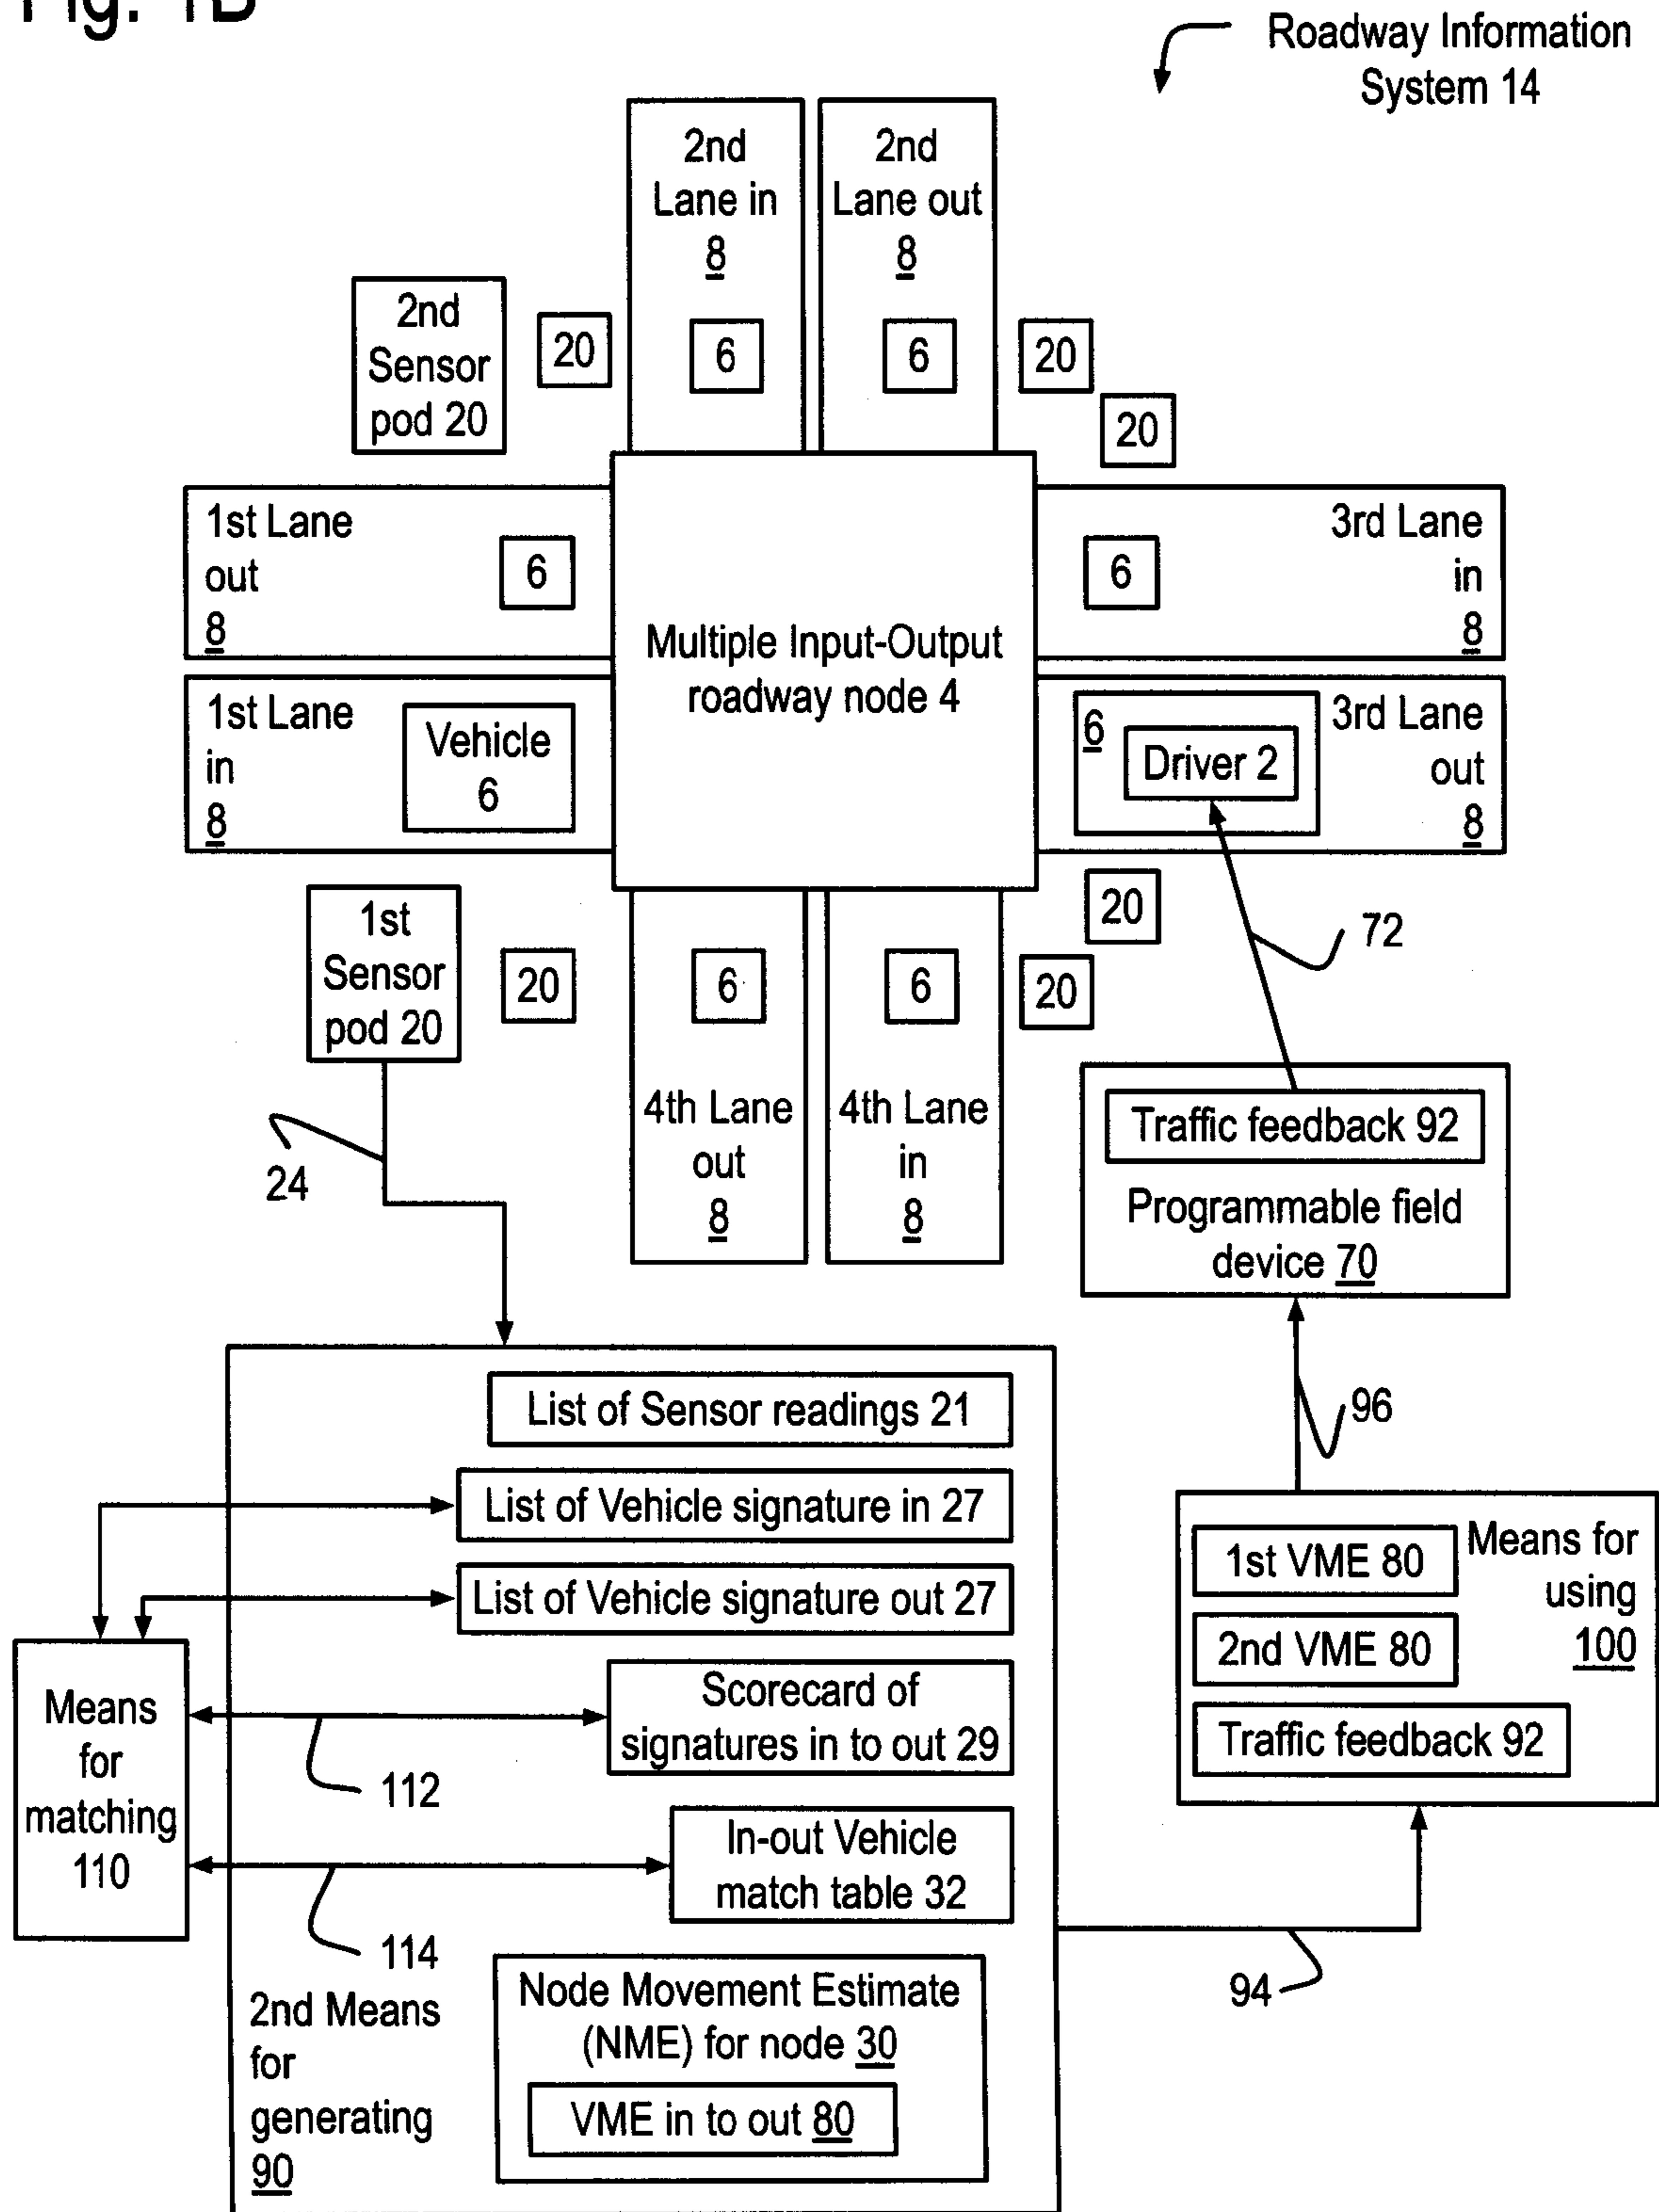 Fig. 1B
Roadway Information
System 14
2nd
Lane in
8
2nd
Lane out
8
2nd
Sensor
pod 20
20
6
6
20
20
1st Lane
out
8
6
6
3rd Lane
in
8
Multiple Input-Output
roadway node 4
1st Lane
in
8
Vehicle
6
6
Driver 2
3rd Lane
out
8
1st
Sensor
pod 20
20
6
6
20
20
72
4th Lane
out
8
4th Lane
in
8
24
Traffic feedback 92
Programmable field
device 70
96
List of Sensor readings 21
List of Vehicle signature in 27
List of Vehicle signature out 27
Scorecard of
signatures in to out 29
In-out Vehicle
match table 32
Means
for
matching
110
112
114
1st VME 80
2nd VME 80
Traffic feedback 92
Means for
using
100
94
2nd Means
for
generating
90
Node Movement Estimate
(NME) for node 30
VME in to out 80